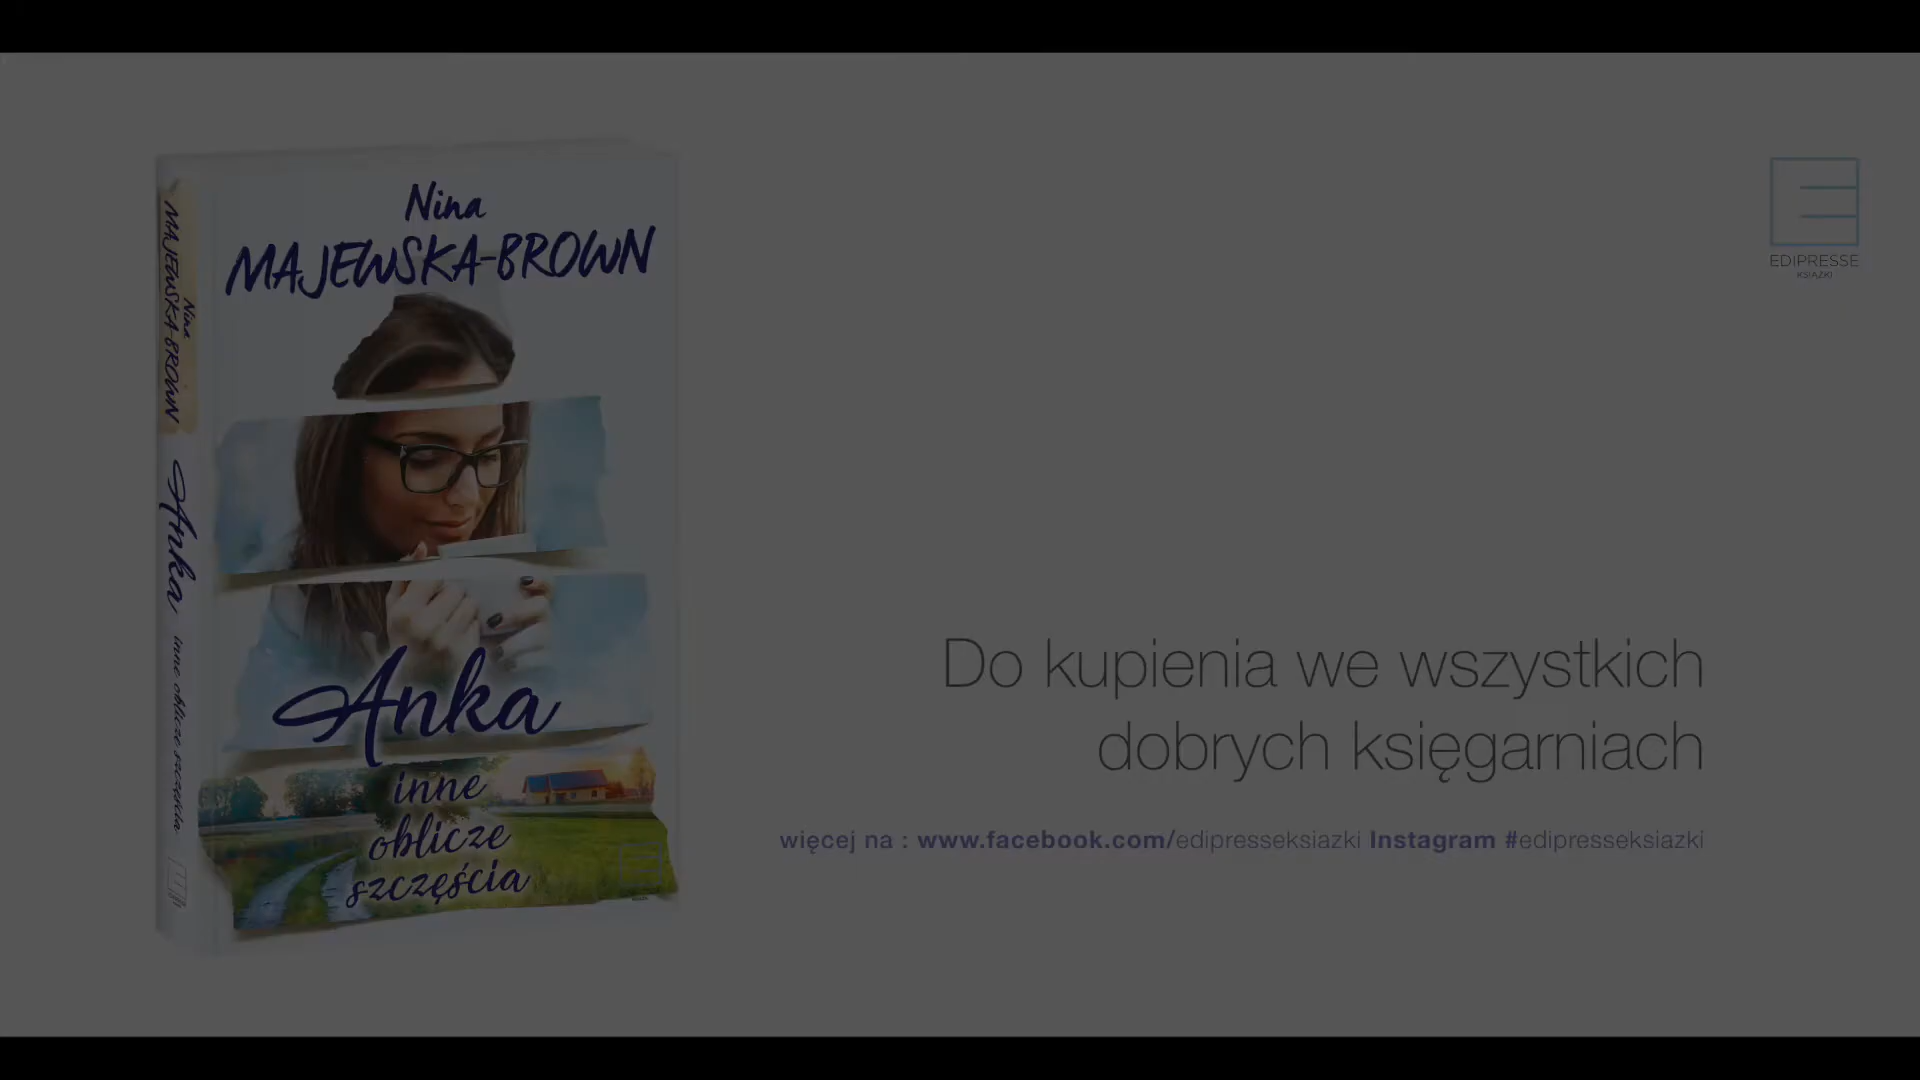 Nina
MAJEWSKA-BROWN
Anka
inne
oblicze
szczęścia
Nina
MAJEWSKA-BROWN
Anka
inne oblicze szczęścia
EDIPRESSE
KSIĄŻKI
Do kupienia we wszystkich
dobrych księgarniach
więcej na : www.facebook.com/edipresseksiazki Instagram #edipresseksiazki